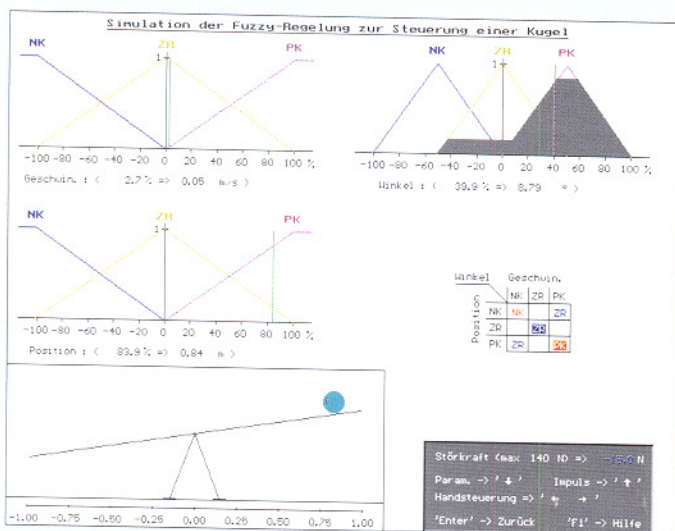 Simulation der Fuzzy-Regelung zur Steuerung einer Kugel
NK ZR PK
1
-100 -80 -60 -40 -20 0 20 40 60 80 100 %
Geschwin. : ( 2.7 % => 0.05 m/s )
NK ZR PK
1
-100 -80 -60 -40 -20 0 20 40 60 80 100 %
Winkel : ( 39.9 % => 8.79 ° )
NK ZR PK
1
-100 -80 -60 -40 -20 0 20 40 60 80 100 %
Position : ( 83.9 % => 0.84 m )
Winkel Geschwin.
NK ZR PK
Position
NK NK ZR
ZR ZR
PK ZR PK
-1.00 -0.75 -0.50 -0.25 0.00 0.25 0.50 0.75 1.00
Störkraft (max 140 N) => N
Param. -> '↓' Impuls -> '↑'
Handsteuerung => '← →'
'Enter' -> Zurück 'F1' -> Hilfe